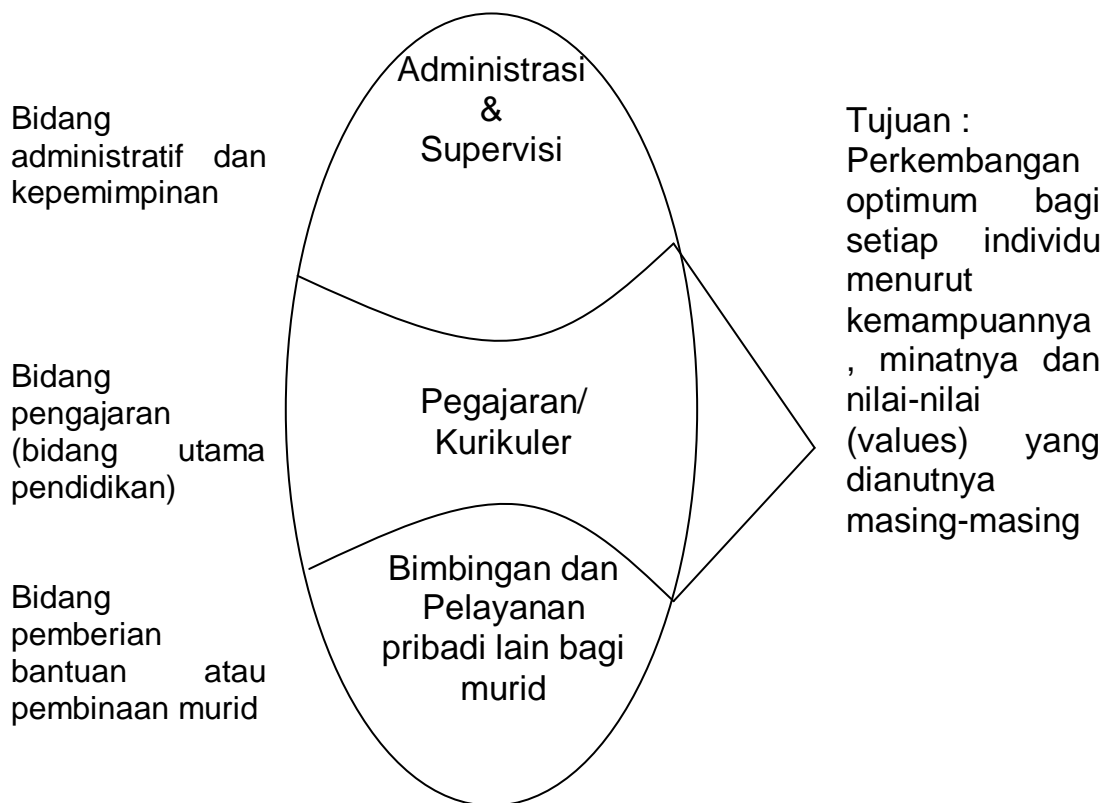 Bidang
administratif dan
kepemimpinan
Bidang
pengajaran
(bidang utama
pendidikan)
Bidang
pemberian
bantuan atau
pembinaan murid
Administrasi
&
Supervisi
Pegajaran/
Kurikuler
Bimbingan dan
Pelayanan
pribadi lain bagi
murid
Tujuan :
Perkembangan
optimum bagi
setiap individu
menurut
kemampuannya
, minatnya dan
nilai-nilai
(values) yang
dianutnya
masing-masing